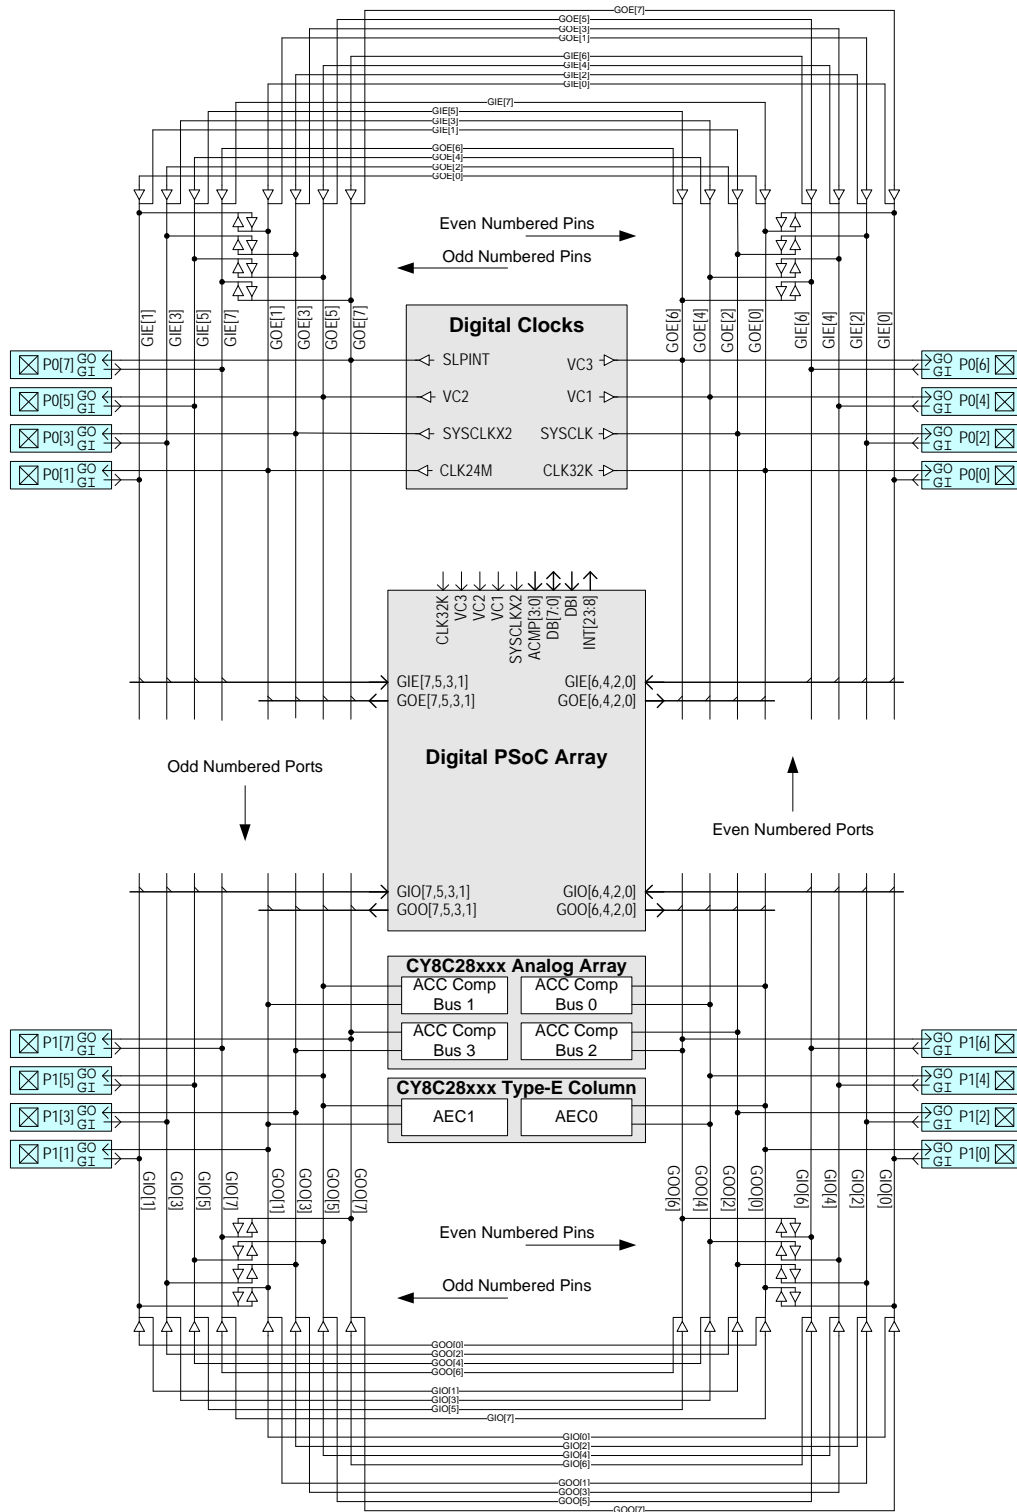 GOE[7]
GOE[5]
GOE[3]
GOE[1]
GIE[6]
GIE[4]
GIE[2]
GIE[0]
GIE[7]
GIE[5]
GIE[3]
GIE[1]
GOE[6]
GOE[4]
GOE[2]
GOE[0]
Even Numbered Pins
Odd Numbered Pins
GIE[1] GIE[3] GIE[5] GIE[7] GOE[1] GOE[3] GOE[5] GOE[7]
GOE[6] GOE[4] GOE[2] GOE[0] GIE[6] GIE[4] GIE[2] GIE[0]
Digital Clocks
P0[7] GO GI
SLPINT
VC3
GO GI P0[6]
P0[5] GO GI
VC2
VC1
GO GI P0[4]
P0[3] GO GI
SYSCLKX2
SYSCLK
GO GI P0[2]
P0[1] GO GI
CLK24M
CLK32K
GO GI P0[0]
CLK32K
VC3
VC2
VC1
SYSCLKX2
ACMP[3:0]
DB[7:0]
DBI
INT[23:8]
GIE[7,5,3,1] GIE[6,4,2,0]
GOE[7,5,3,1] GOE[6,4,2,0]
Digital PSoC Array
Odd Numbered Ports
Even Numbered Ports
GIO[7,5,3,1] GIO[6,4,2,0]
GOO[7,5,3,1] GOO[6,4,2,0]
CY8C28xxx Analog Array
ACC Comp Bus 1
ACC Comp Bus 0
ACC Comp Bus 3
ACC Comp Bus 2
CY8C28xxx Type-E Column
AEC1
AEC0
P1[7] GO GI
GO GI P1[6]
P1[5] GO GI
GO GI P1[4]
P1[3] GO GI
GO GI P1[2]
P1[1] GO GI
GO GI P1[0]
GIO[1] GIO[3] GIO[5] GIO[7] GOO[1] GOO[3] GOO[5] GOO[7]
GOO[6] GOO[4] GOO[2] GOO[0] GIO[6] GIO[4] GIO[2] GIO[0]
Even Numbered Pins
Odd Numbered Pins
GOO[0]
GOO[2]
GOO[4]
GOO[6]
GIO[1]
GIO[3]
GIO[5]
GIO[7]
GIO[0]
GIO[2]
GIO[4]
GIO[6]
GOO[1]
GOO[3]
GOO[5]
GOO[7]